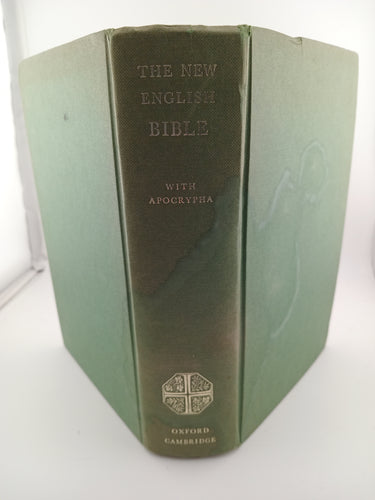 THE NEW
ENGLISH
BIBLE
WITH
APOCRYPHA
OXFORD
CAMBRIDGE